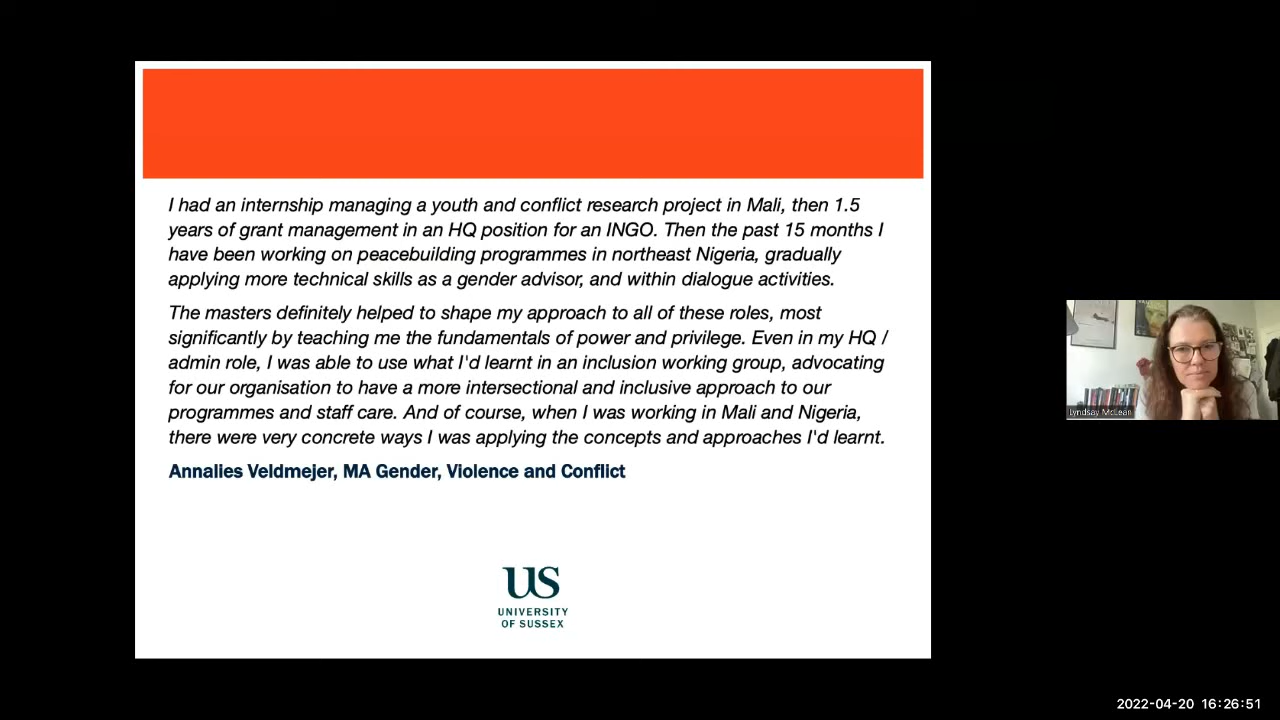 I had an internship managing a youth and conflict research project in Mali, then 1.5
years of grant management in an HQ position for an INGO. Then the past 15 months I
have been working on peacebuilding programmes in northeast Nigeria, gradually
applying more technical skills as a gender advisor, and within dialogue activities.
The masters definitely helped to shape my approach to all of these roles, most
significantly by teaching me the fundamentals of power and privilege. Even in my HQ /
admin role, I was able to use what I'd learnt in an inclusion working group, advocating
for our organisation to have a more intersectional and inclusive approach to our
programmes and staff care. And of course, when I was working in Mali and Nigeria,
there were very concrete ways I was applying the concepts and approaches I'd learnt.
Annalies Veldmejer, MA Gender, Violence and Conflict
US
UNIVERSITY
OF SUSSEX
Lyndsay McLean
2022-04-20 16:26:51